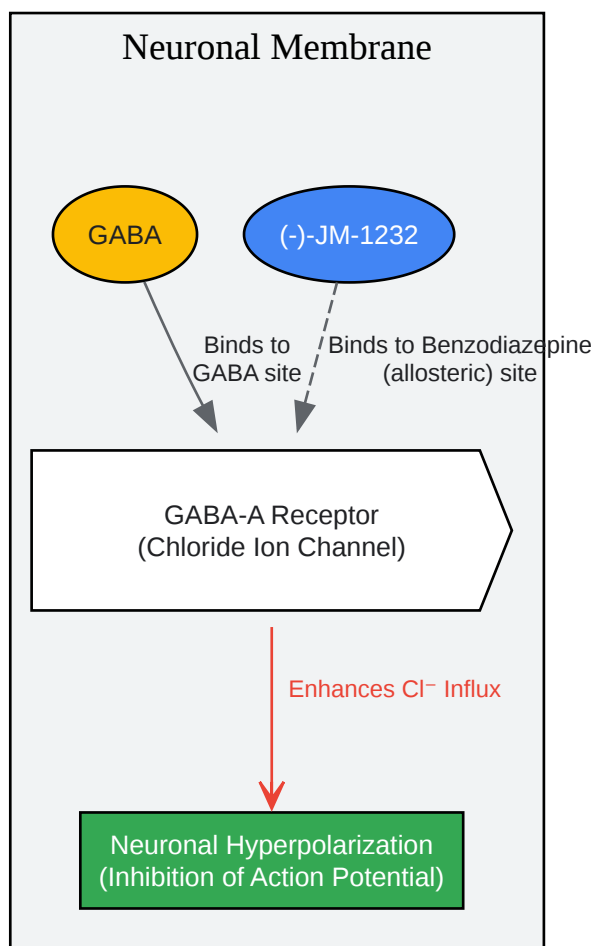 Neuronal Membrane
GABA
(-)-JM-1232
Binds to
GABA site
Binds to Benzodiazepine
(allosteric) site
GABA-A Receptor
(Chloride Ion Channel)
Enhances Cl⁻ Influx
Neuronal Hyperpolarization
(Inhibition of Action Potential)